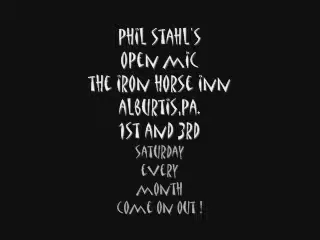 PHIL STAHL'S
OPEN MIC
THE IRON HORSE INN
ALBURTIS,PA.
1ST AND 3RD
SATURDAY
EVERY
MONTH
COME ON OUT !